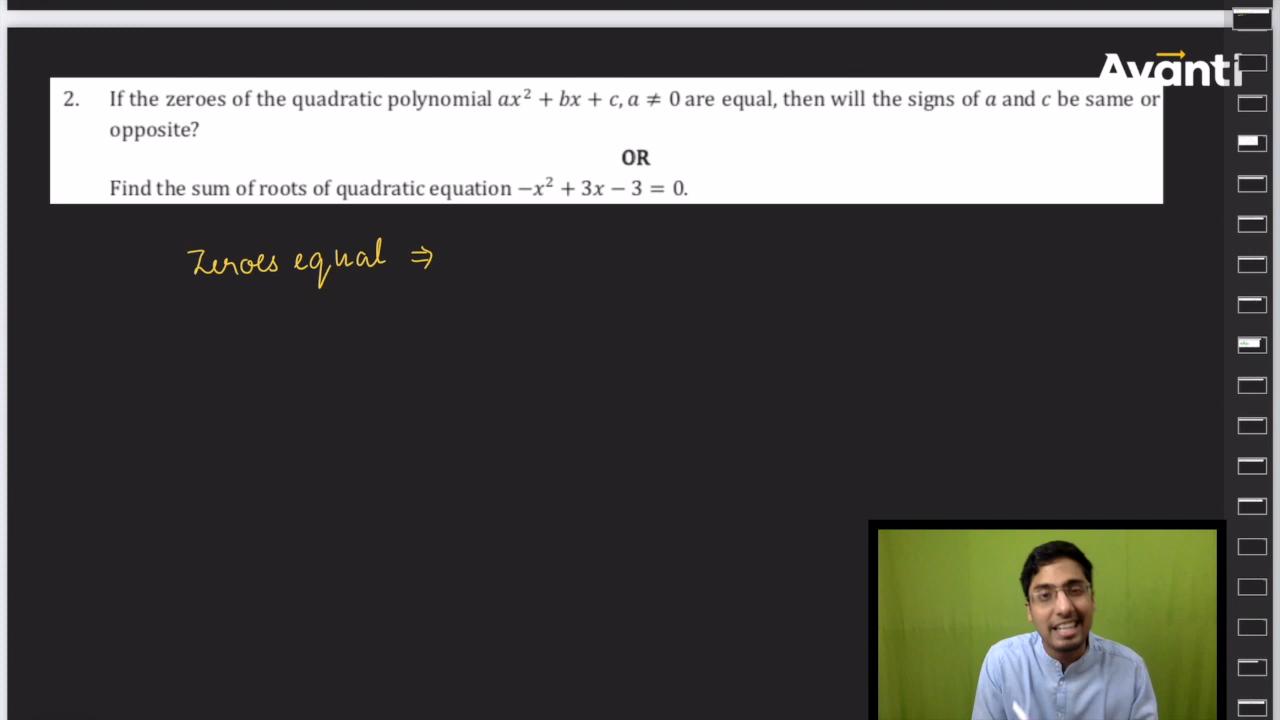 Avanti
2. If the zeroes of the quadratic polynomial ax² + bx + c, a ≠ 0 are equal, then will the signs of a and c be same or
opposite?
OR
Find the sum of roots of quadratic equation −x² + 3x − 3 = 0.
Zeroes equal ⇒